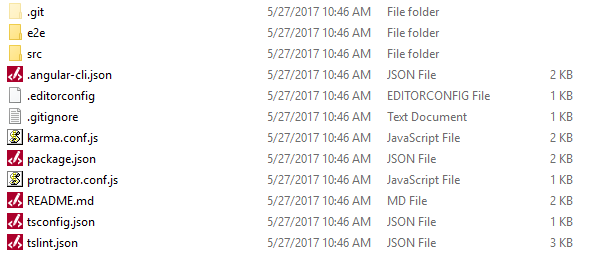 .git 5/27/2017 10:46 AM File folder
e2e 5/27/2017 10:46 AM File folder
src 5/27/2017 10:46 AM File folder
.angular-cli.json 5/27/2017 10:46 AM JSON File 2 KB
.editorconfig 5/27/2017 10:46 AM EDITORCONFIG File 1 KB
.gitignore 5/27/2017 10:46 AM Text Document 1 KB
karma.conf.js 5/27/2017 10:46 AM JavaScript File 2 KB
package.json 5/27/2017 10:46 AM JSON File 2 KB
protractor.conf.js 5/27/2017 10:46 AM JavaScript File 1 KB
README.md 5/27/2017 10:46 AM MD File 2 KB
tsconfig.json 5/27/2017 10:46 AM JSON File 1 KB
tslint.json 5/27/2017 10:46 AM JSON File 3 KB